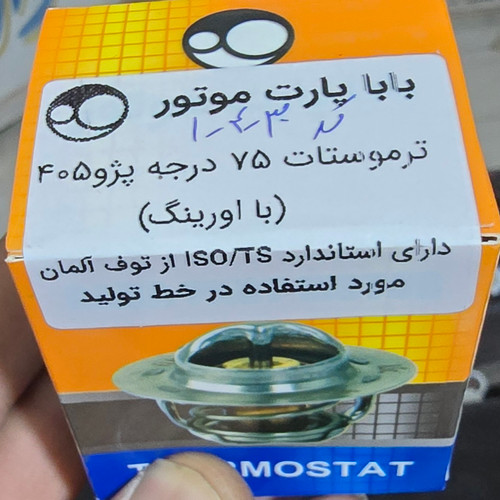 بابا پارت موتور
ترموستات ۷۵ درجه پژو۴۰۵
(با اورینگ)
دارای استاندارد ISO/TS از توف آلمان
مورد استفاده در خط تولید
THERMOSTAT